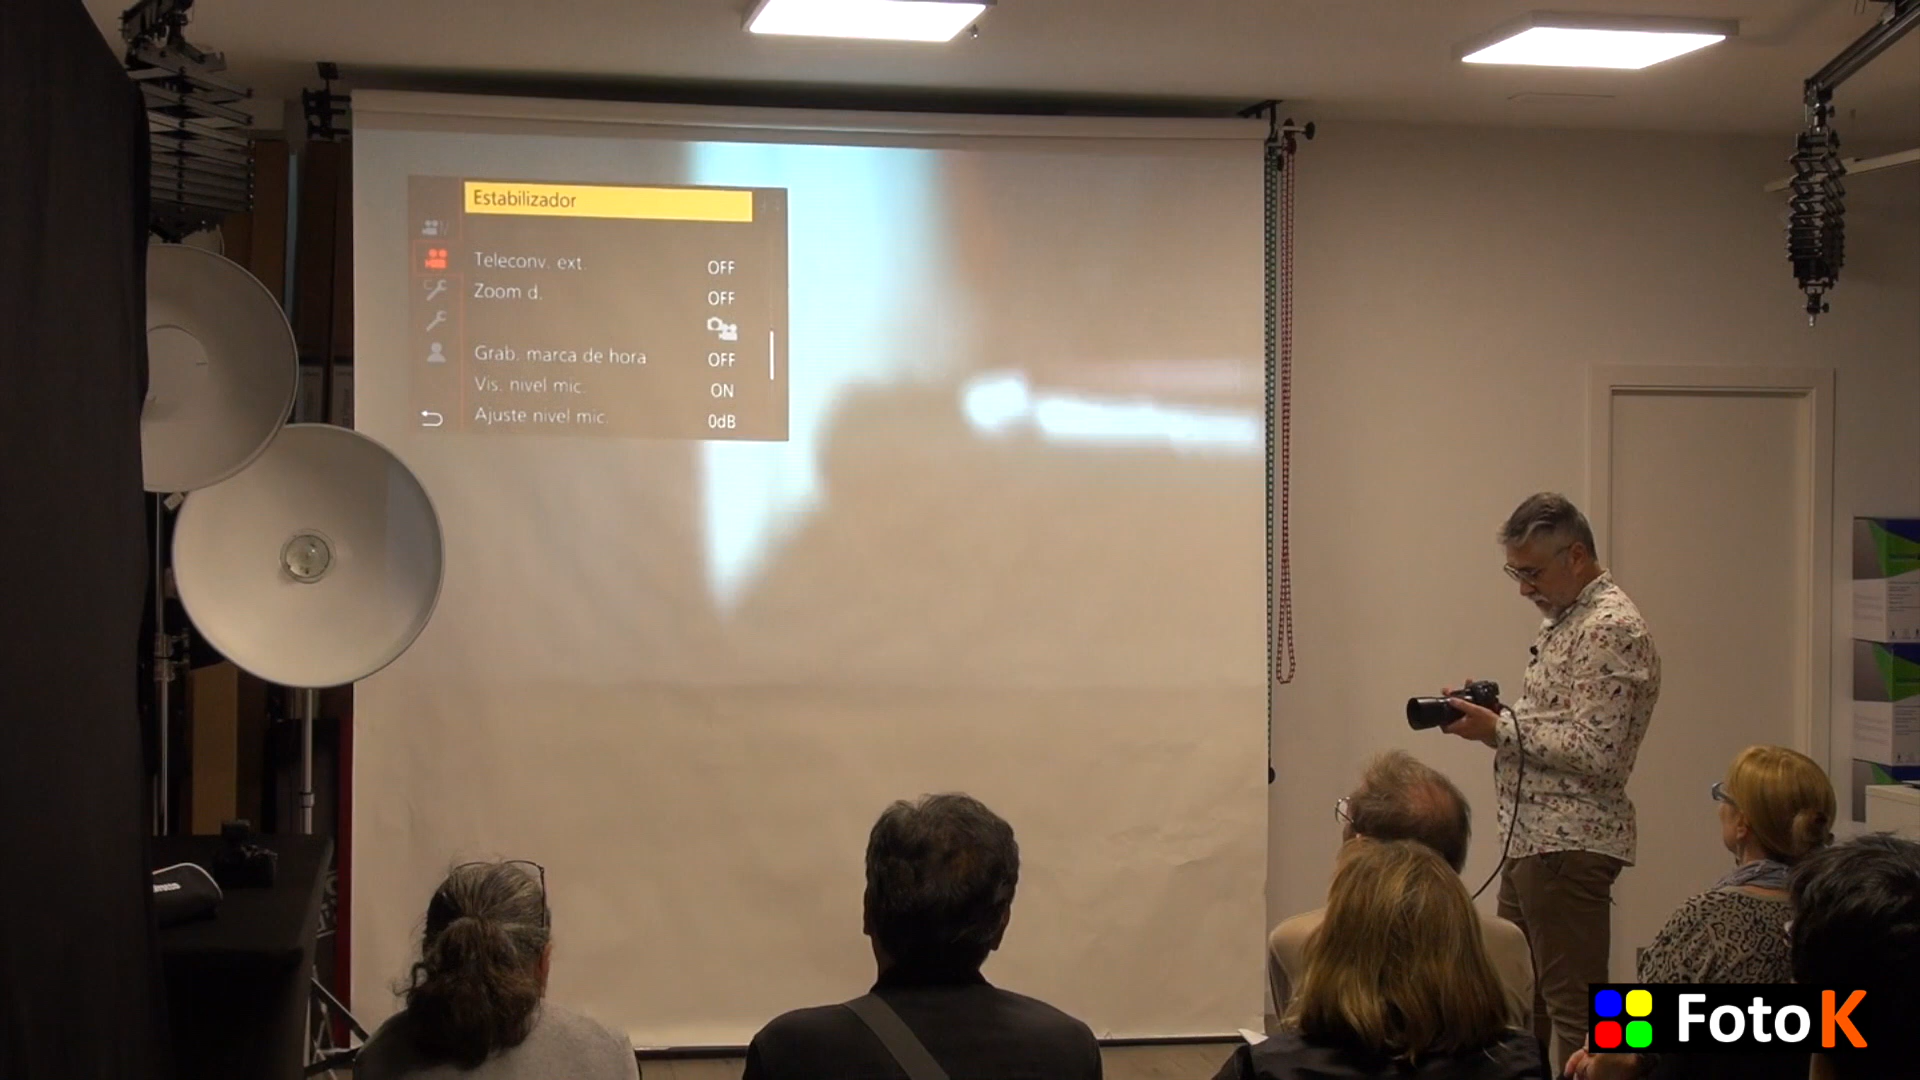 Estabilizador
Teleconv. ext. OFF
Zoom d. OFF
Grab. marca de hora OFF
Vis. nivel mic. ON
Ajuste nivel mic. 0dB
FotoK